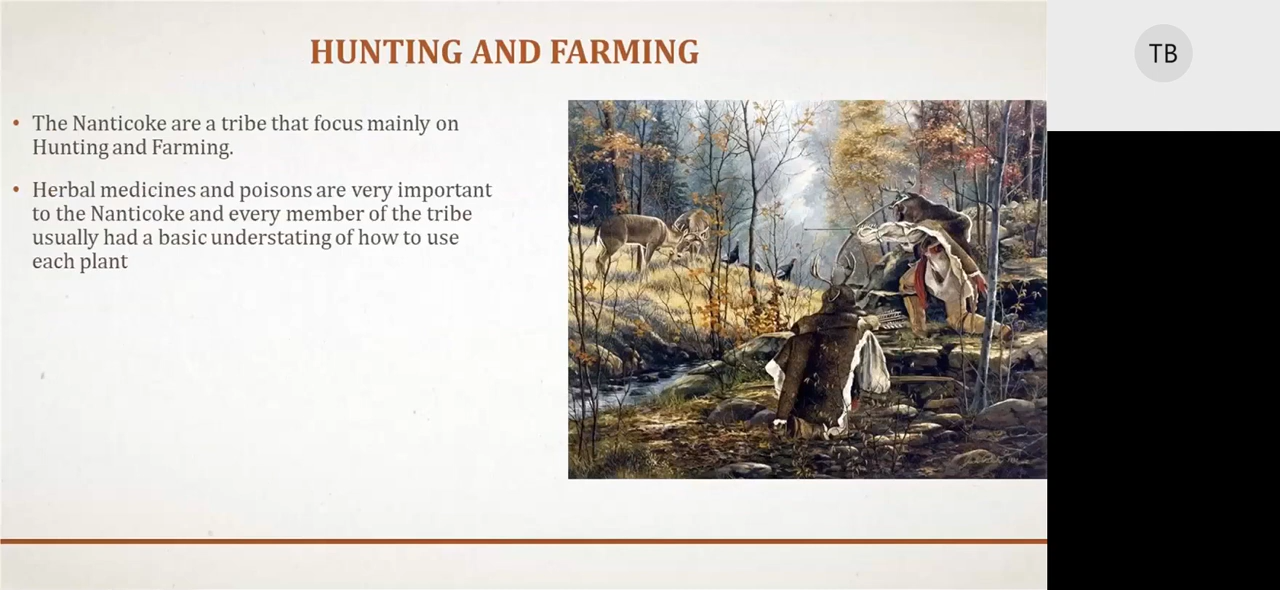 HUNTING AND FARMING
TB
• The Nanticoke are a tribe that focus mainly on
Hunting and Farming.
• Herbal medicines and poisons are very important
to the Nanticoke and every member of the tribe
usually had a basic understating of how to use
each plant